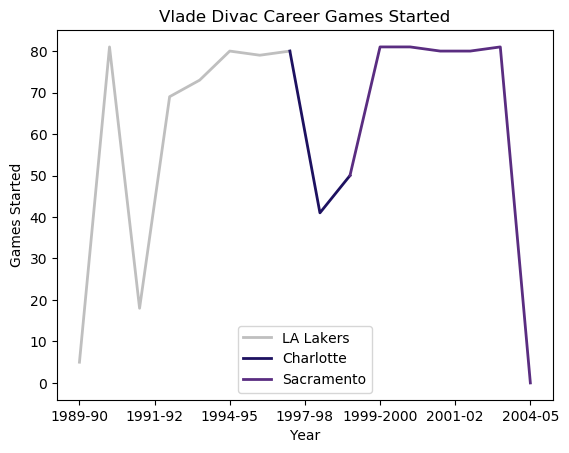 Vlade Divac Career Games Started
Games Started
80
70
60
50
40
30
20
10
0
LA Lakers
Charlotte
Sacramento
1989-90 1991-92 1994-95 1997-98 1999-2000 2001-02 2004-05
Year